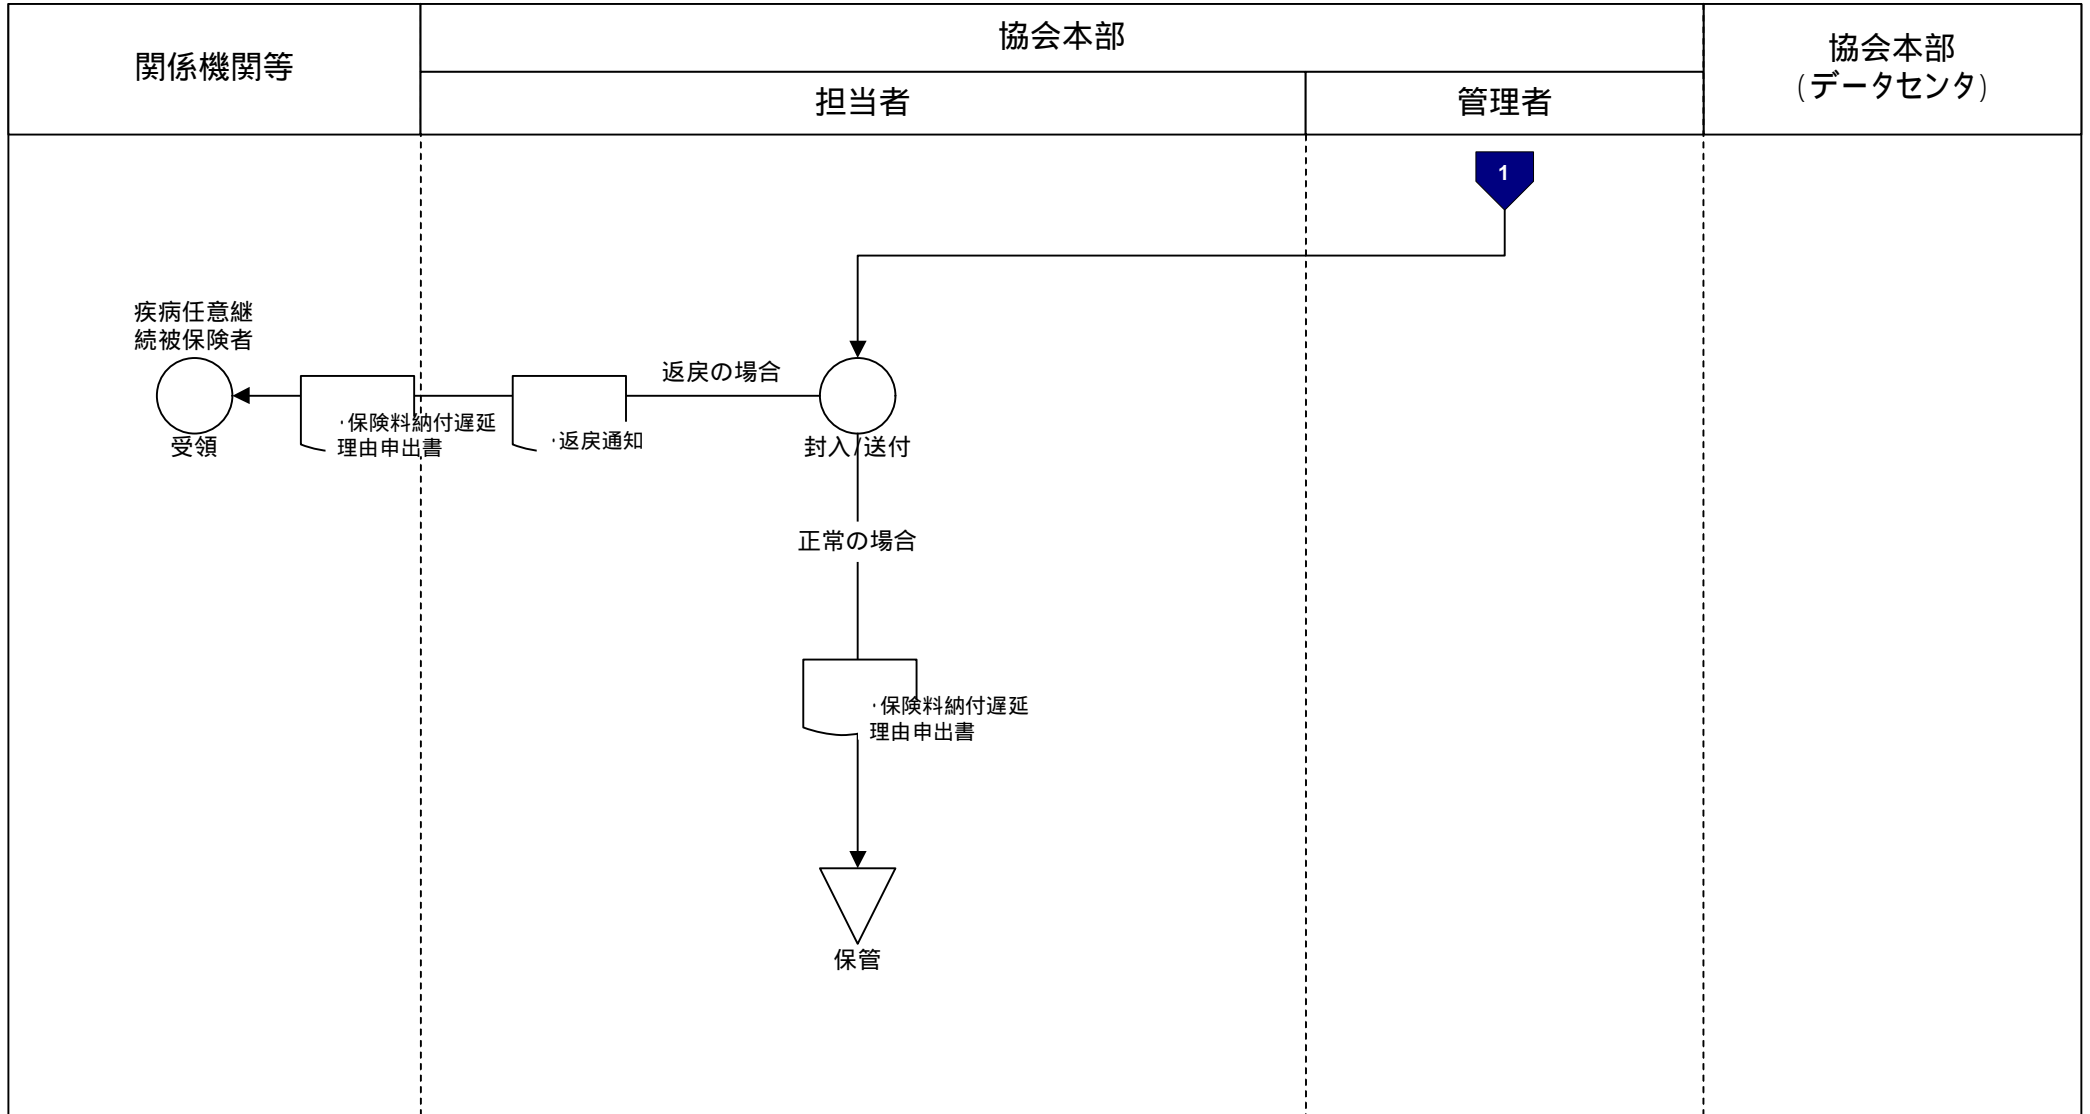 関係機関等
協会本部
担当者
管理者
協会本部
(データセンタ)
1
疾病任意継
続被保険者
受領
・保険料納付遅延
理由申出書
・返戻通知
返戻の場合
封入/送付
正常の場合
・保険料納付遅延
理由申出書
保管